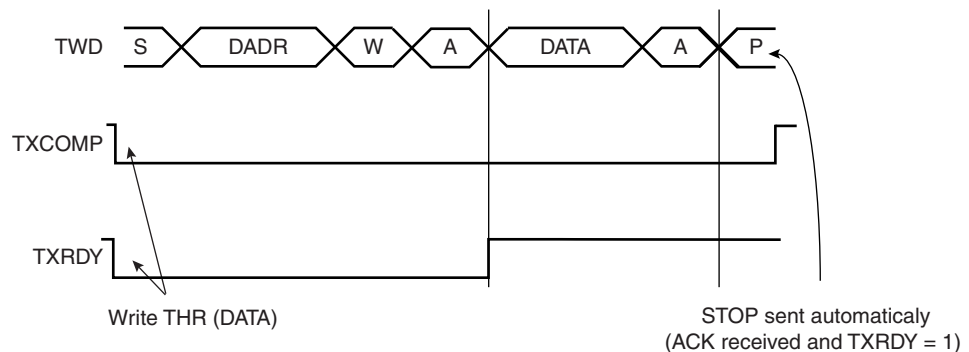 TWD S DADR W A DATA A P
TXCOMP
TXRDY
Write THR (DATA)
STOP sent automaticaly
(ACK received and TXRDY = 1)